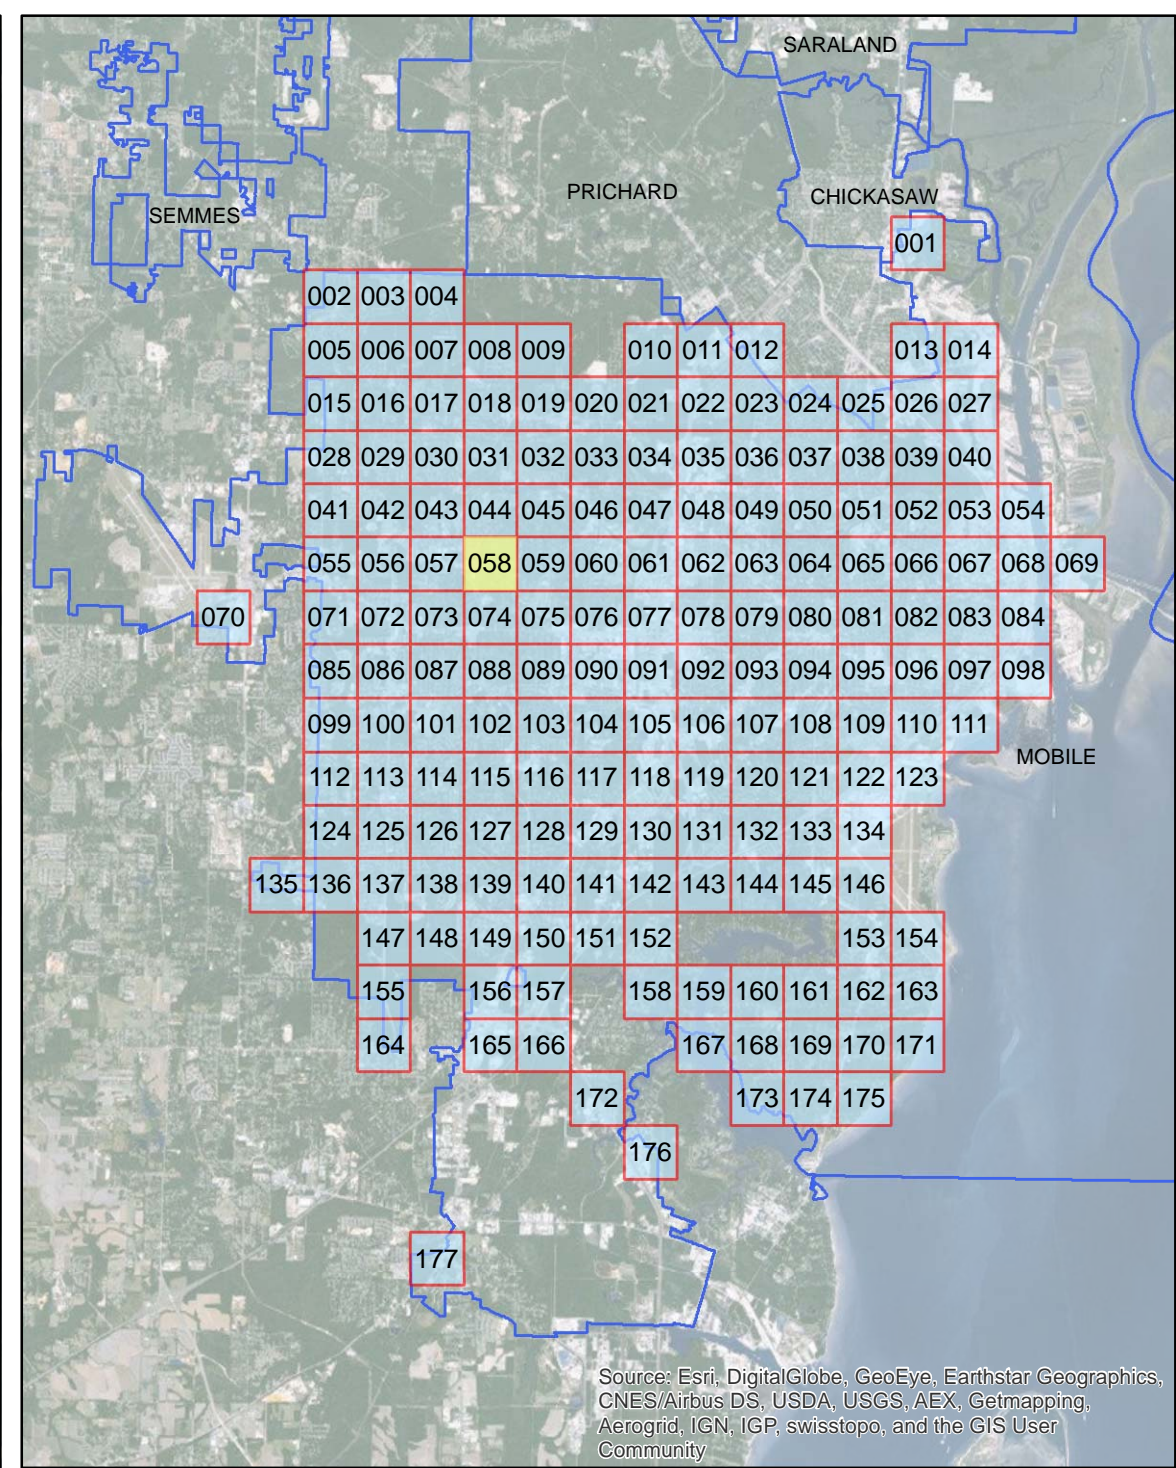 SARALAND
PRICHARD
CHICKASAW
SEMMES
001
002 003 004
005 006 007 008 009 010 011 012 013 014
015 016 017 018 019 020 021 022 023 024 025 026 027
028 029 030 031 032 033 034 035 036 037 038 039 040
041 042 043 044 045 046 047 048 049 050 051 052 053 054
055 056 057 058 059 060 061 062 063 064 065 066 067 068 069
070 071 072 073 074 075 076 077 078 079 080 081 082 083 084
085 086 087 088 089 090 091 092 093 094 095 096 097 098
099 100 101 102 103 104 105 106 107 108 109 110 111
MOBILE
112 113 114 115 116 117 118 119 120 121 122 123
124 125 126 127 128 129 130 131 132 133 134
135 136 137 138 139 140 141 142 143 144 145 146
147 148 149 150 151 152 153 154
155 156 157 158 159 160 161 162 163
164 165 166 167 168 169 170 171
172 173 174 175
176
177
Source: Esri, DigitalGlobe, GeoEye, Earthstar Geographics,
CNES/Airbus DS, USDA, USGS, AEX, Getmapping,
Aerogrid, IGN, IGP, swisstopo, and the GIS User
Community